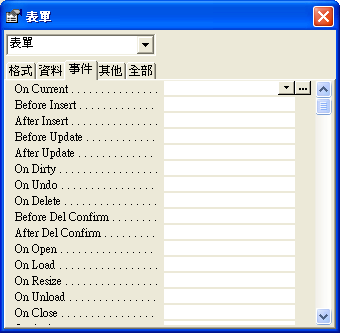 表單
表單
格式 資料 事件 其他 全部
On Current . . . . . . . . . . . . . . . ...
Before Insert . . . . . . . . . . . . .
After Insert . . . . . . . . . . . . . .
Before Update . . . . . . . . . . . .
After Update . . . . . . . . . . . . .
On Dirty . . . . . . . . . . . . . . . .
On Undo . . . . . . . . . . . . . . .
On Delete . . . . . . . . . . . . . . .
Before Del Confirm . . . . . . . .
After Del Confirm . . . . . . . . .
On Open . . . . . . . . . . . . . . .
On Load . . . . . . . . . . . . . . .
On Resize . . . . . . . . . . . . . .
On Unload . . . . . . . . . . . . . .
On Close . . . . . . . . . . . . . . .